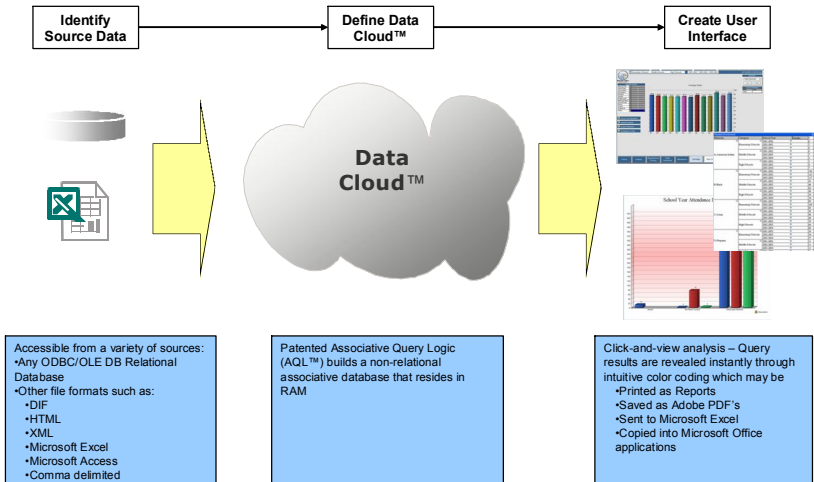 Identify
Source Data
Define Data
Cloud™
Create User
Interface
Data
Cloud™
School Year Attendance
Accessible from a variety of sources:
•Any ODBC/OLE DB Relational
Database
•Other file formats such as:
•DIF
•HTML
•XML
•Microsoft Excel
•Microsoft Access
•Comma delimited
Patented Associative Query Logic
(AQL™) builds a non-relational
associative database that resides in
RAM
Click-and-view analysis – Query
results are revealed instantly through
intuitive color coding which may be
•Printed as Reports
•Saved as Adobe PDF's
•Sent to Microsoft Excel
•Copied into Microsoft Office
applications